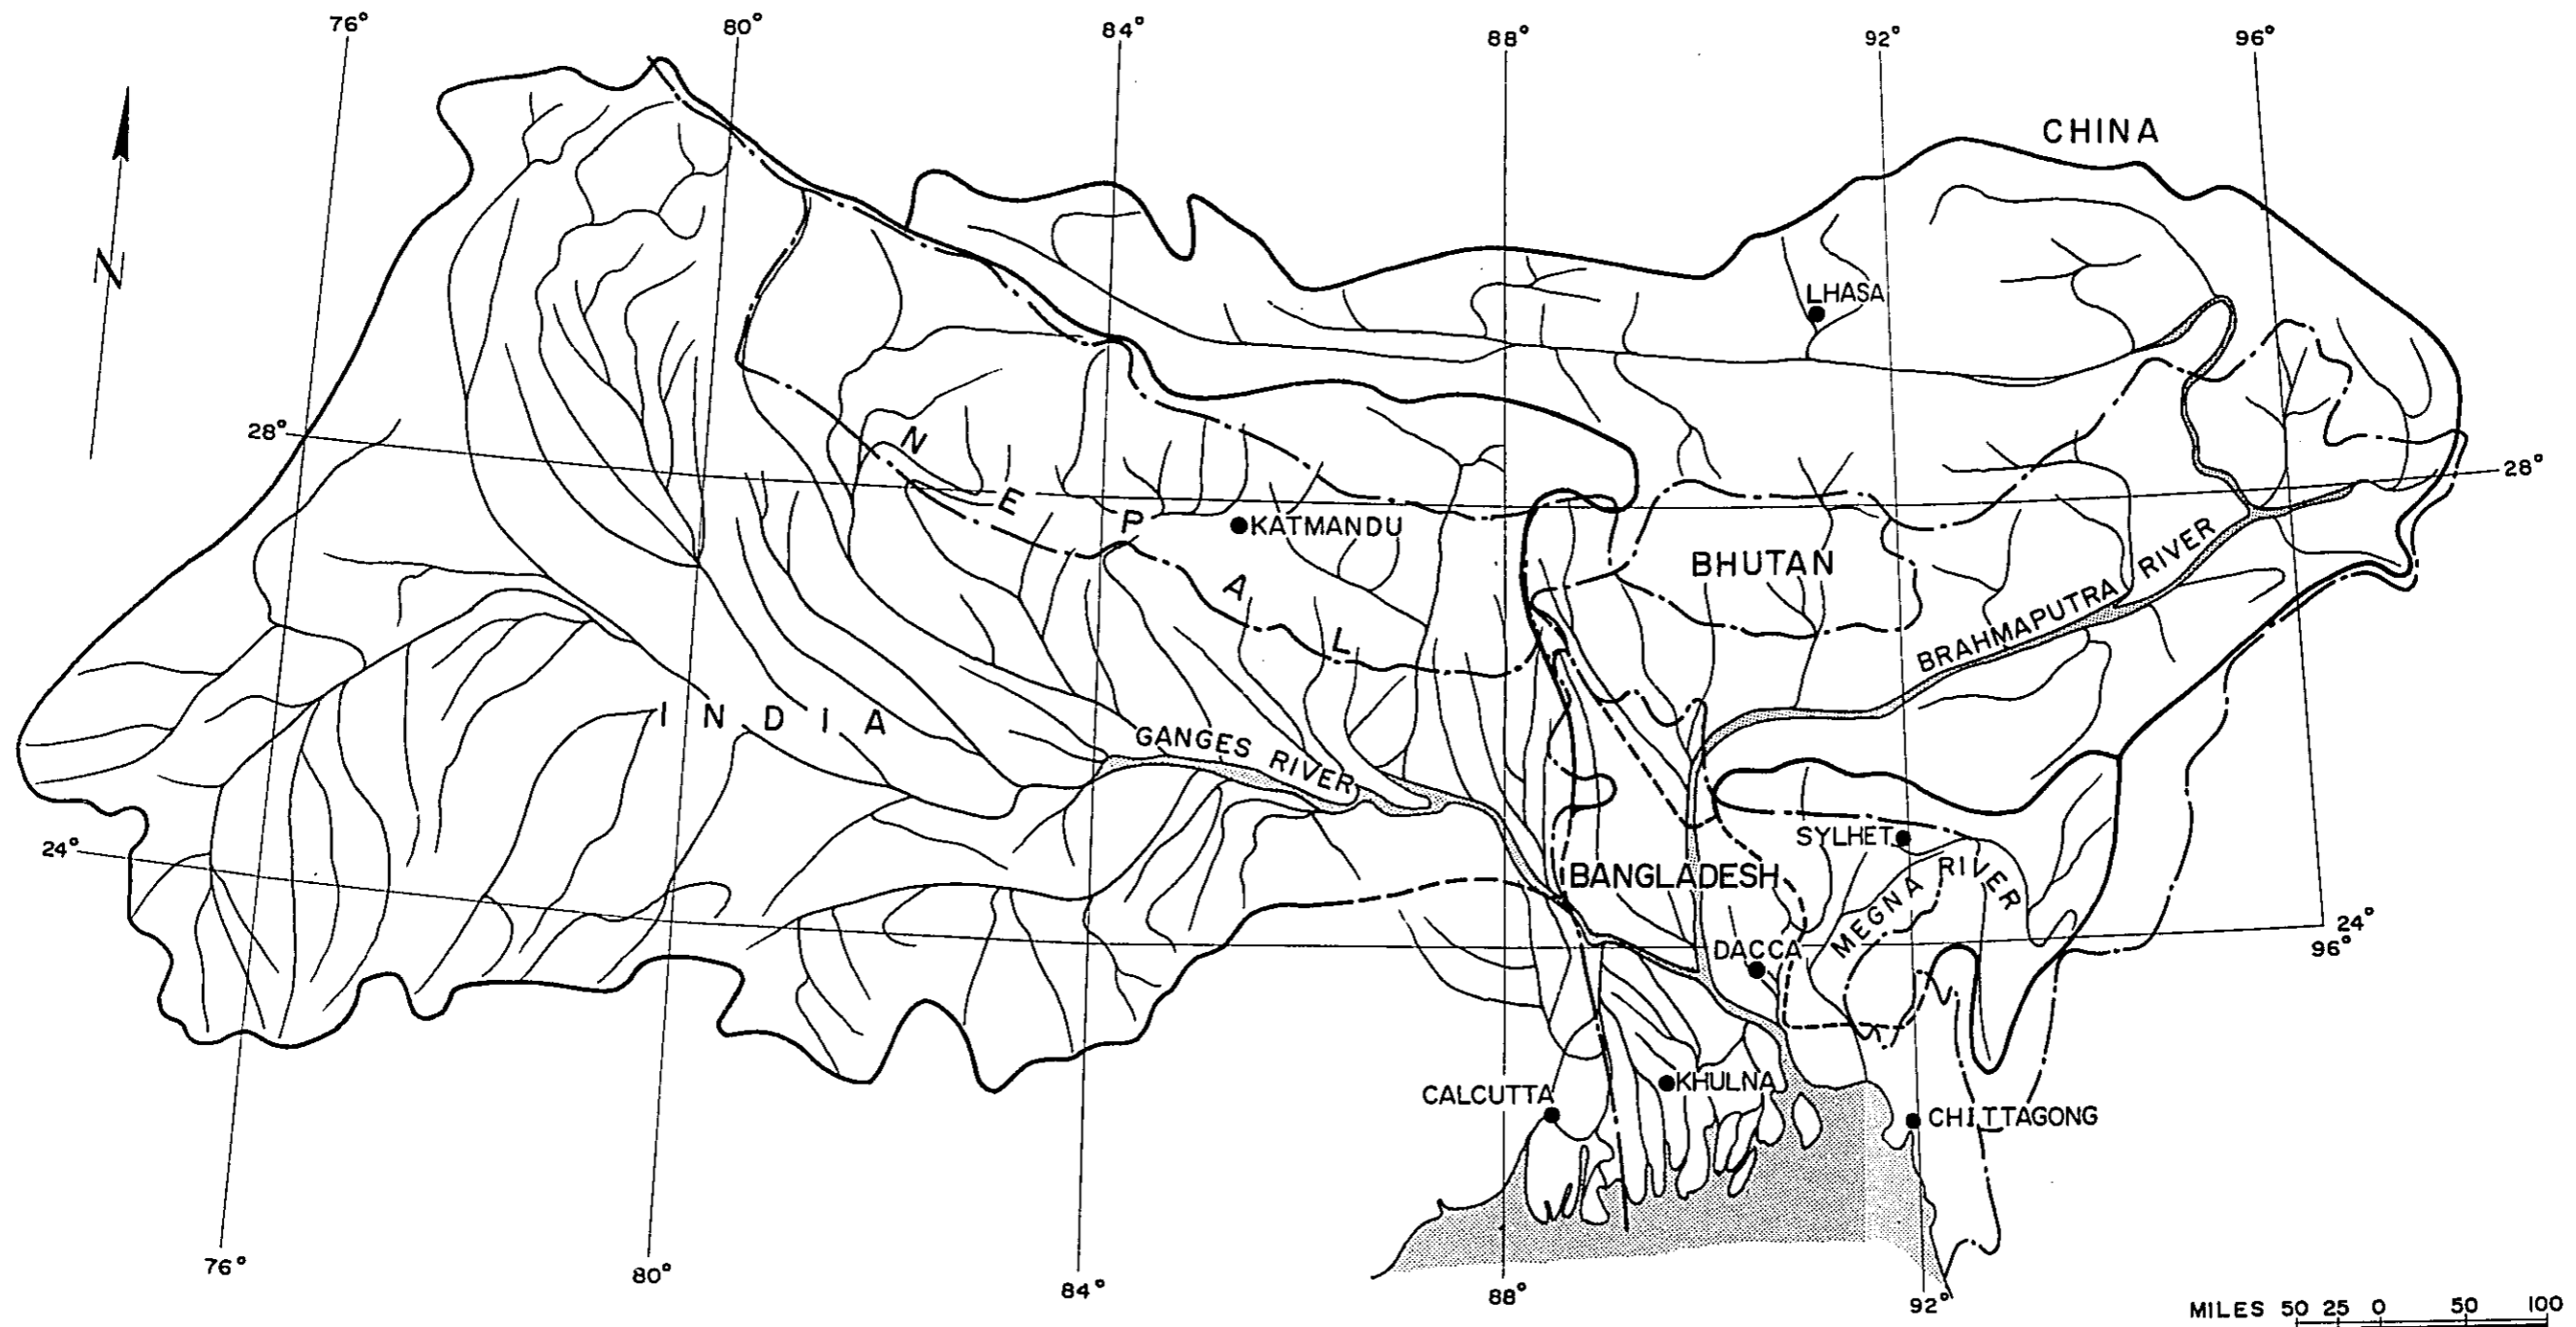 76°
80°
84°
88°
92°
96°
CHINA
N
LHASA
28°
28°
NEPAL
KATMANDU
BHUTAN
BRAHMAPUTRA RIVER
INDIA
GANGES RIVER
24°
SYLHET
BANGLADESH
MEGNA RIVER
24°
96°
DACCA
CALCUTTA
KHULNA
CHITTAGONG
76°
80°
84°
88°
92°
MILES 50 25 0 50 100